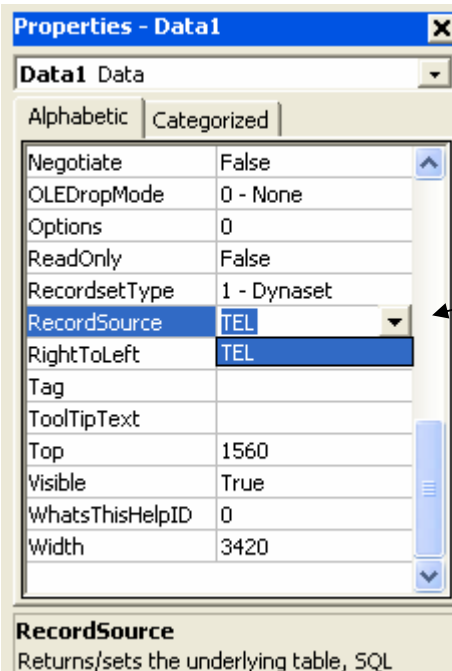 Properties - Data1
Data1 Data
Alphabetic Categorized
Negotiate False
OLEDropMode 0 - None
Options 0
ReadOnly False
RecordsetType 1 - Dynaset
RecordSource TEL
RightToLeft TEL
Tag
ToolTipText
Top 1560
Visible True
WhatsThisHelpID 0
Width 3420
RecordSource
Returns/sets the underlying table, SQL